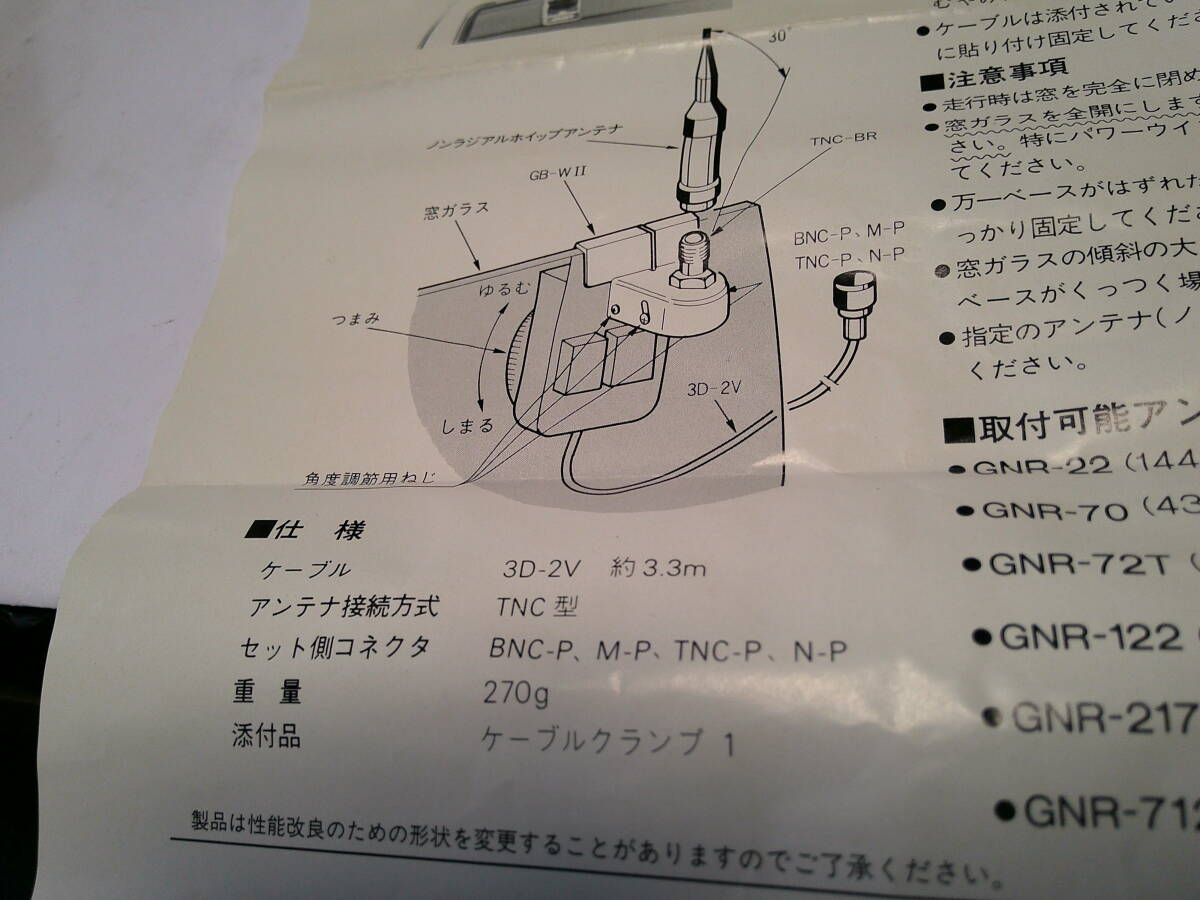 30°
ノンラジアルホイップアンテナ
TNC-BR
GB-WII
窓ガラス
BNC-P、M-P
TNC-P、N-P
ゆるむ
つまみ
3D-2V
しまる
角度調節用ねじ
■仕 様
ケーブル 3D-2V 約3.3m
アンテナ接続方式 TNC型
セット側コネクタ BNC-P、M-P、TNC-P、N-P
重 量 270g
添付品 ケーブルクランプ 1
製品は性能改良のための形状を変更することがありますのでご了承ください。
●ケーブルは添付されて
に貼り付け固定してくだ
■注意事項
●走行時は窓を完全に閉め
●窓ガラスを全開にします
さい。特にパワーウイ
てください。
●万一ベースがはずれた
っかり固定してくださ
●窓ガラスの傾斜の大
ベースがくっつく場
●指定のアンテナ(ノ
ください。
■取付可能アン
●GNR-22(144
●GNR-70(43
●GNR-72T(
●GNR-122
●GNR-217
●GNR-712